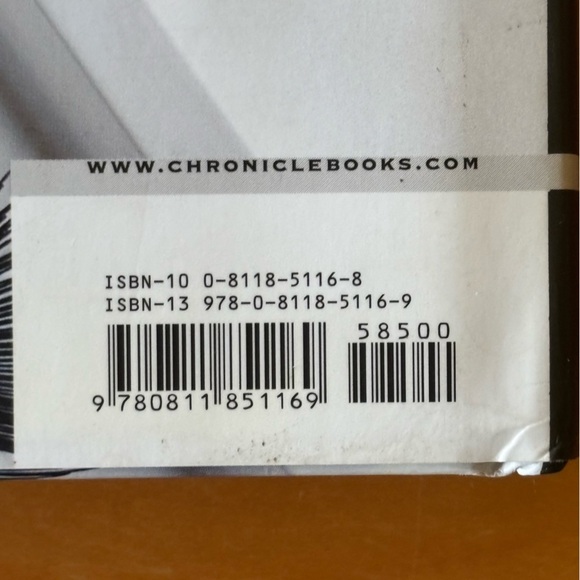 WWW.CHRONICLEBOOKS.COM
ISBN-10 0-8118-5116-8
ISBN-13 978-0-8118-5116-9
58500
9 780811 851169